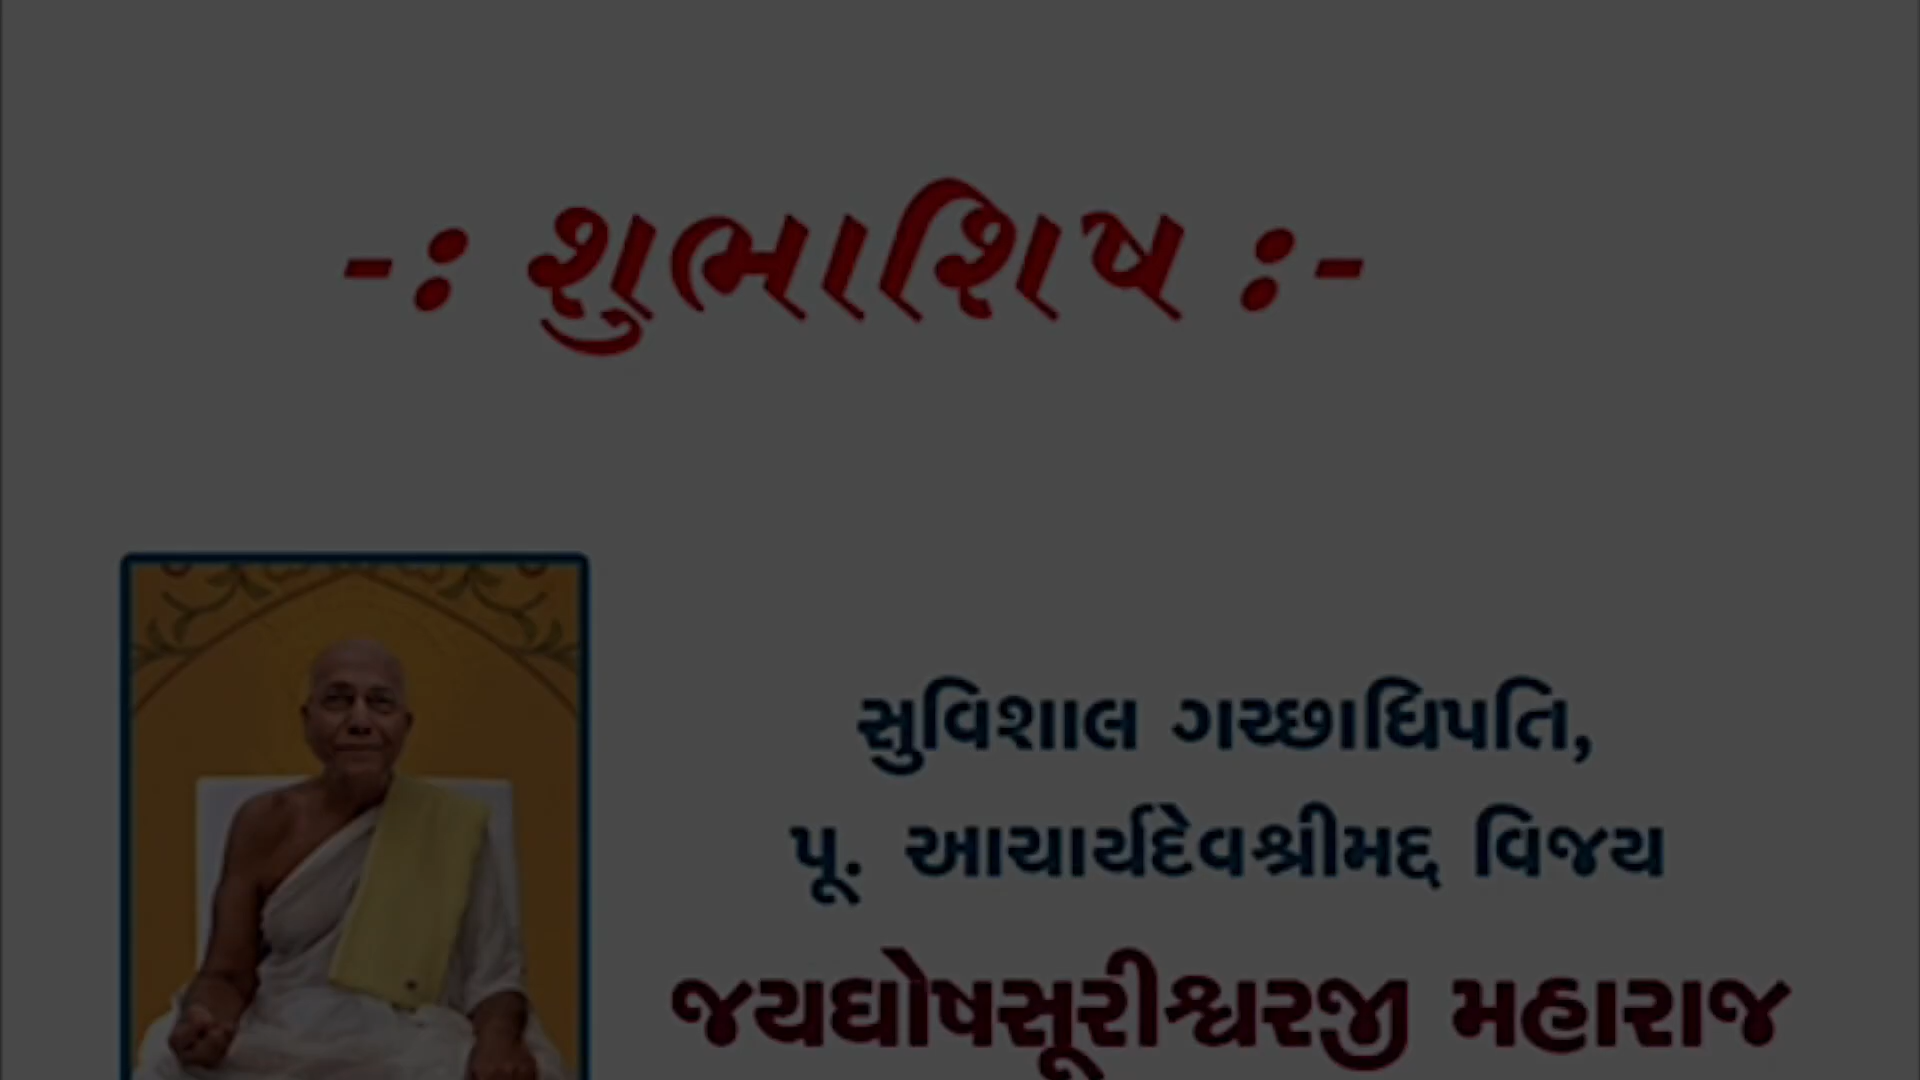 -: શુભાશિષ :-
સુવિશાલ ગચ્છાધિપતિ,
પૂ. આચાર્યદેવશ્રીમદ્દ વિજય
જયઘોષસૂરીશ્વરજી મહારાજ